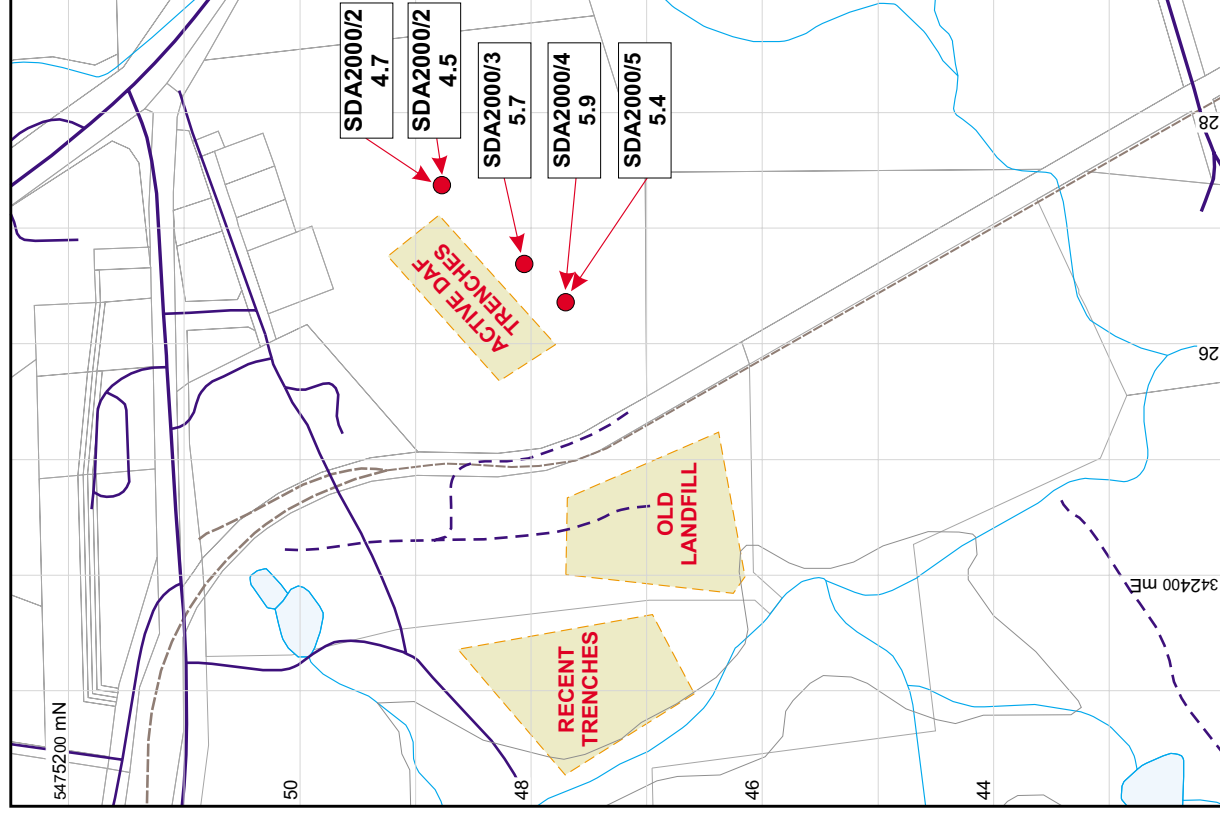 SDA2000/2
4.7
SDA2000/2
4.5
SDA2000/3
5.7
SDA2000/4
5.9
SDA2000/5
5.4
ACTIVE DAF
TRENCHES
OLD
LANDFILL
RECENT
TRENCHES
5475200 mN
50
48
46
44
28
26
342400 mE